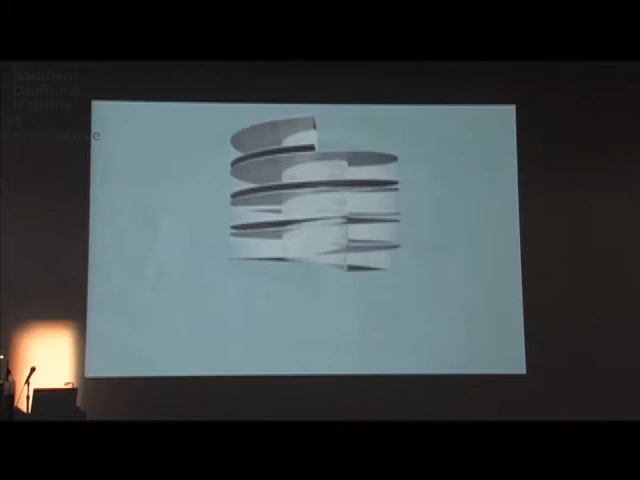 Southern
California
Institute
of
Architecture